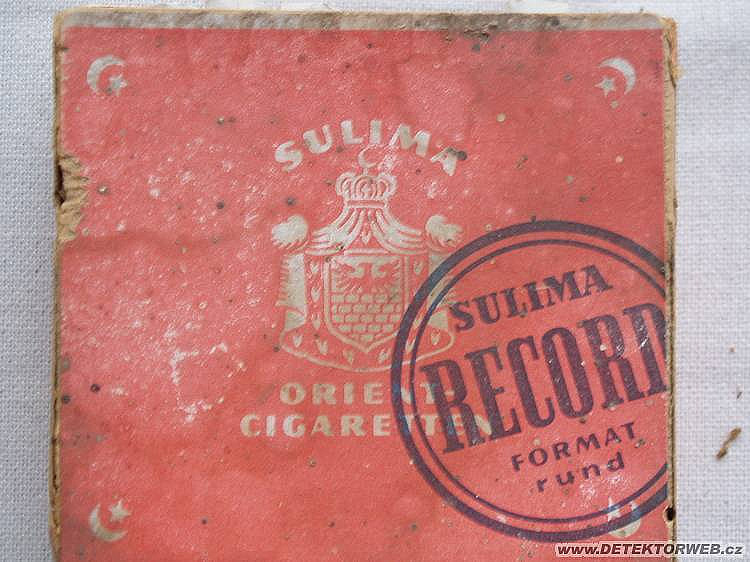 SULIMA
ORIENT
CIGARETTEN
SULIMA
RECORD
FORMAT
rund
www.DETEKTORWEB.cz